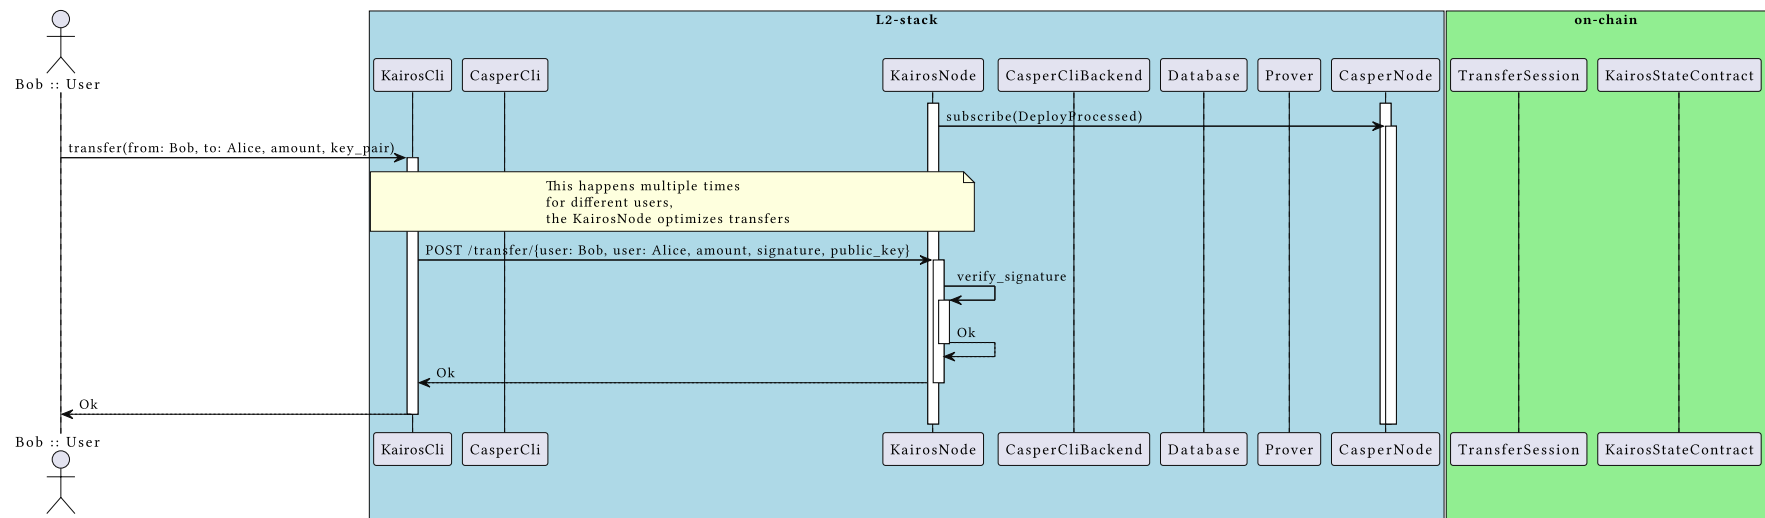 L2-stack
on-chain
Bob :: User
KairosCli
CasperCli
KairosNode
CasperCliBackend
Database
Prover
CasperNode
TransferSession
KairosStateContract
subscribe(DeployProcessed)
transfer(from: Bob, to: Alice, amount, key_pair)
This happens multiple times
for different users,
the KairosNode optimizes transfers
POST /transfer/{user: Bob, user: Alice, amount, signature, public_key}
verify_signature
Ok
Ok
Ok
Bob :: User
KairosCli
CasperCli
KairosNode
CasperCliBackend
Database
Prover
CasperNode
TransferSession
KairosStateContract